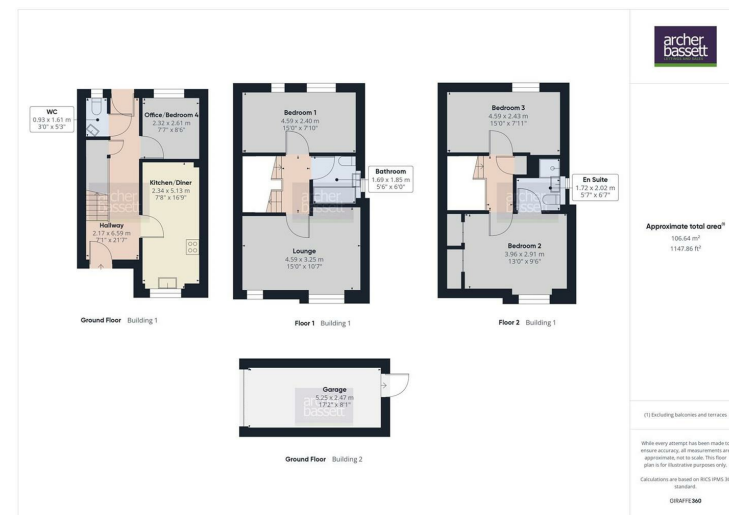 archer
bassett
LETTINGS AND SALES
WC
0.93 x 1.61 m
3'0" x 5'3"
Office/Bedroom 4
2.32 x 2.61 m
7'7" x 8'6"
Kitchen/Diner
2.34 x 5.13 m
7'8" x 16'9"
Hallway
2.17 x 6.59 m
7'1" x 21'7"
Ground Floor Building 1
Bedroom 1
4.59 x 2.40 m
15'0" x 7'10"
Bathroom
1.69 x 1.85 m
5'6" x 6'0"
Lounge
4.59 x 3.25 m
15'0" x 10'7"
Floor 1 Building 1
Bedroom 3
4.59 x 2.43 m
15'0" x 7'11"
En Suite
1.72 x 2.02 m
5'7" x 6'7"
Bedroom 2
3.96 x 2.91 m
13'0" x 9'6"
Floor 2 Building 1
Garage
5.25 x 2.47 m
17'2" x 8'1"
archer
bassett
Ground Floor Building 2
Approximate total area(1)
106.64 m²
1147.86 ft²
(1) Excluding balconies and terraces
While every attempt has been made to
ensure accuracy, all measurements are
approximate, not to scale. This floor
plan is for illustrative purposes only.
Calculations are based on RICS IPMS 3C
standard.
GIRAFFE360